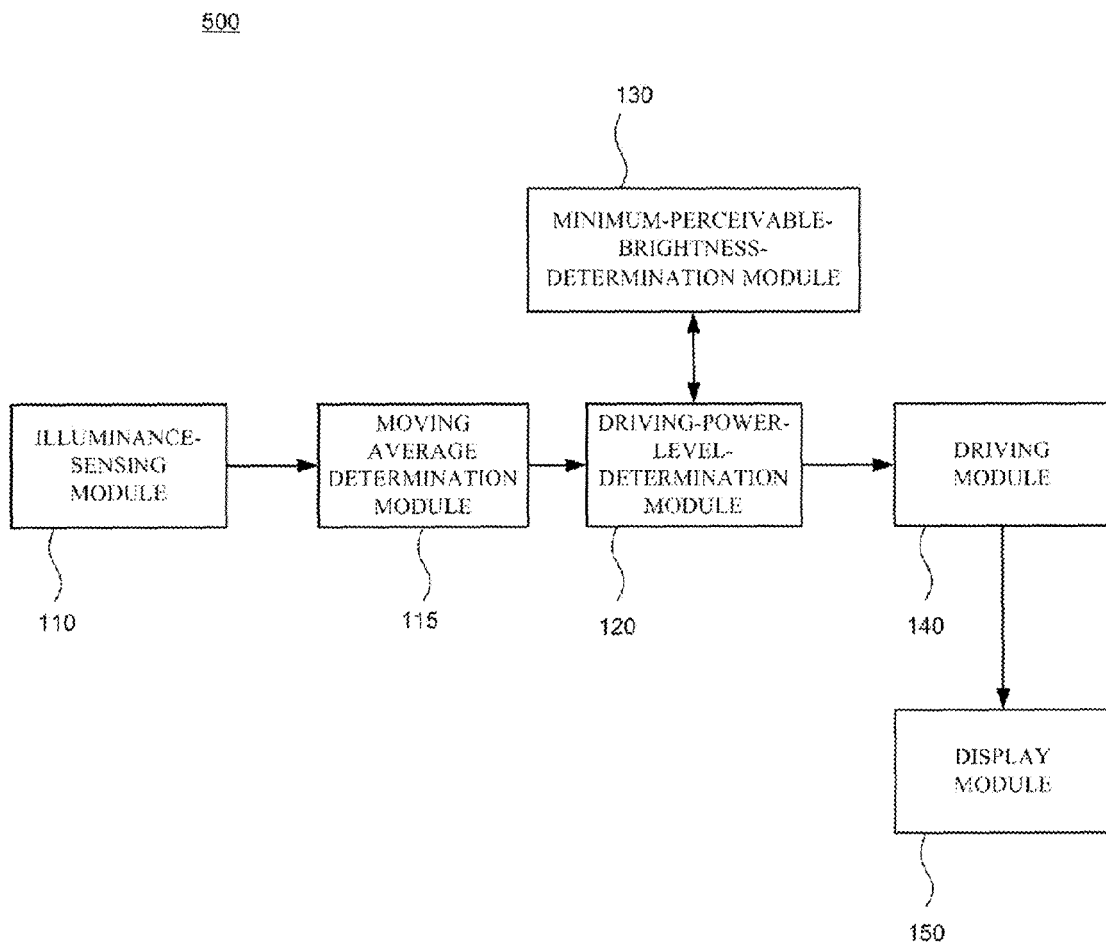 500
130
MINIMUM-PERCEIVABLE-
BRIGHTNESS-
DETERMINATION MODULE
ILLUMINANCE-
SENSING
MODULE
MOVING
AVERAGE
DETERMINATION
MODULE
DRIVING-POWER-
LEVEL-
DETERMINATION
MODULE
DRIVING
MODULE
110
115
120
140
DISPLAY
MODULE
150